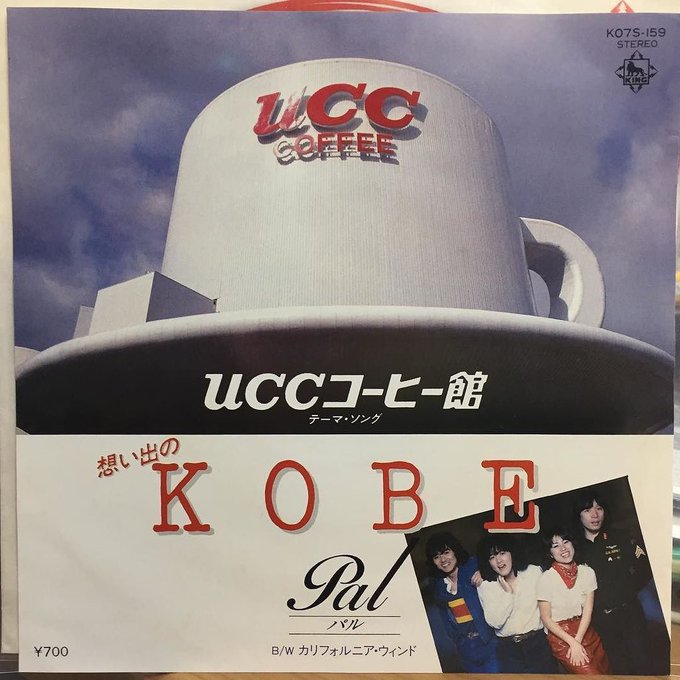 K07S-159
STEREO
KING
UCC
COFFEE
UCCコーヒー館
テーマ・ソング
想い出の
KOBE
Pal
パル
B/W カリフォルニア・ウィンド
¥700